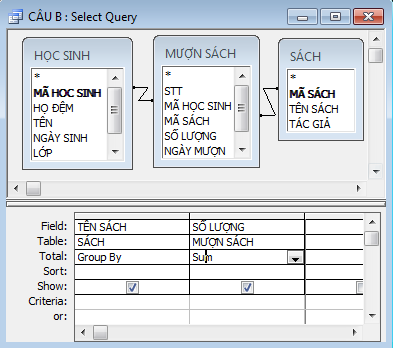 CÂU B : Select Query
HỌC SINH
*
MÃ HỌC SINH
HỌ ĐỆM
TÊN
NGÀY SINH
LỚP
MƯỢN SÁCH
*
STT
MÃ HỌC SINH
MÃ SÁCH
SỐ LƯỢNG
NGÀY MƯỢN
SÁCH
*
MÃ SÁCH
TÊN SÁCH
TÁC GIẢ
Field: TÊN SÁCH SỐ LƯỢNG
Table: SÁCH MƯỢN SÁCH
Total: Group By Sum
Sort:
Show:
Criteria:
or: